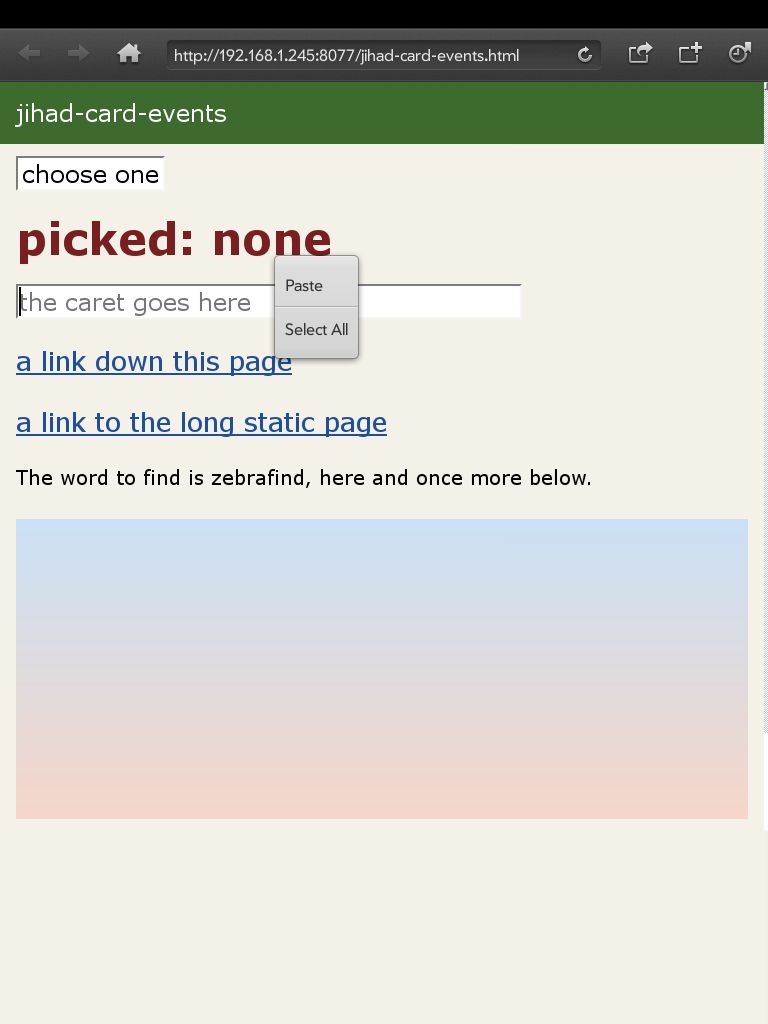 http://192.168.1.245:8077/jihad-card-events.html
jihad-card-events
choose one
picked: none
the caret goes here
Paste
Select All
a link down this page
a link to the long static page
The word to find is zebrafind, here and once more below.